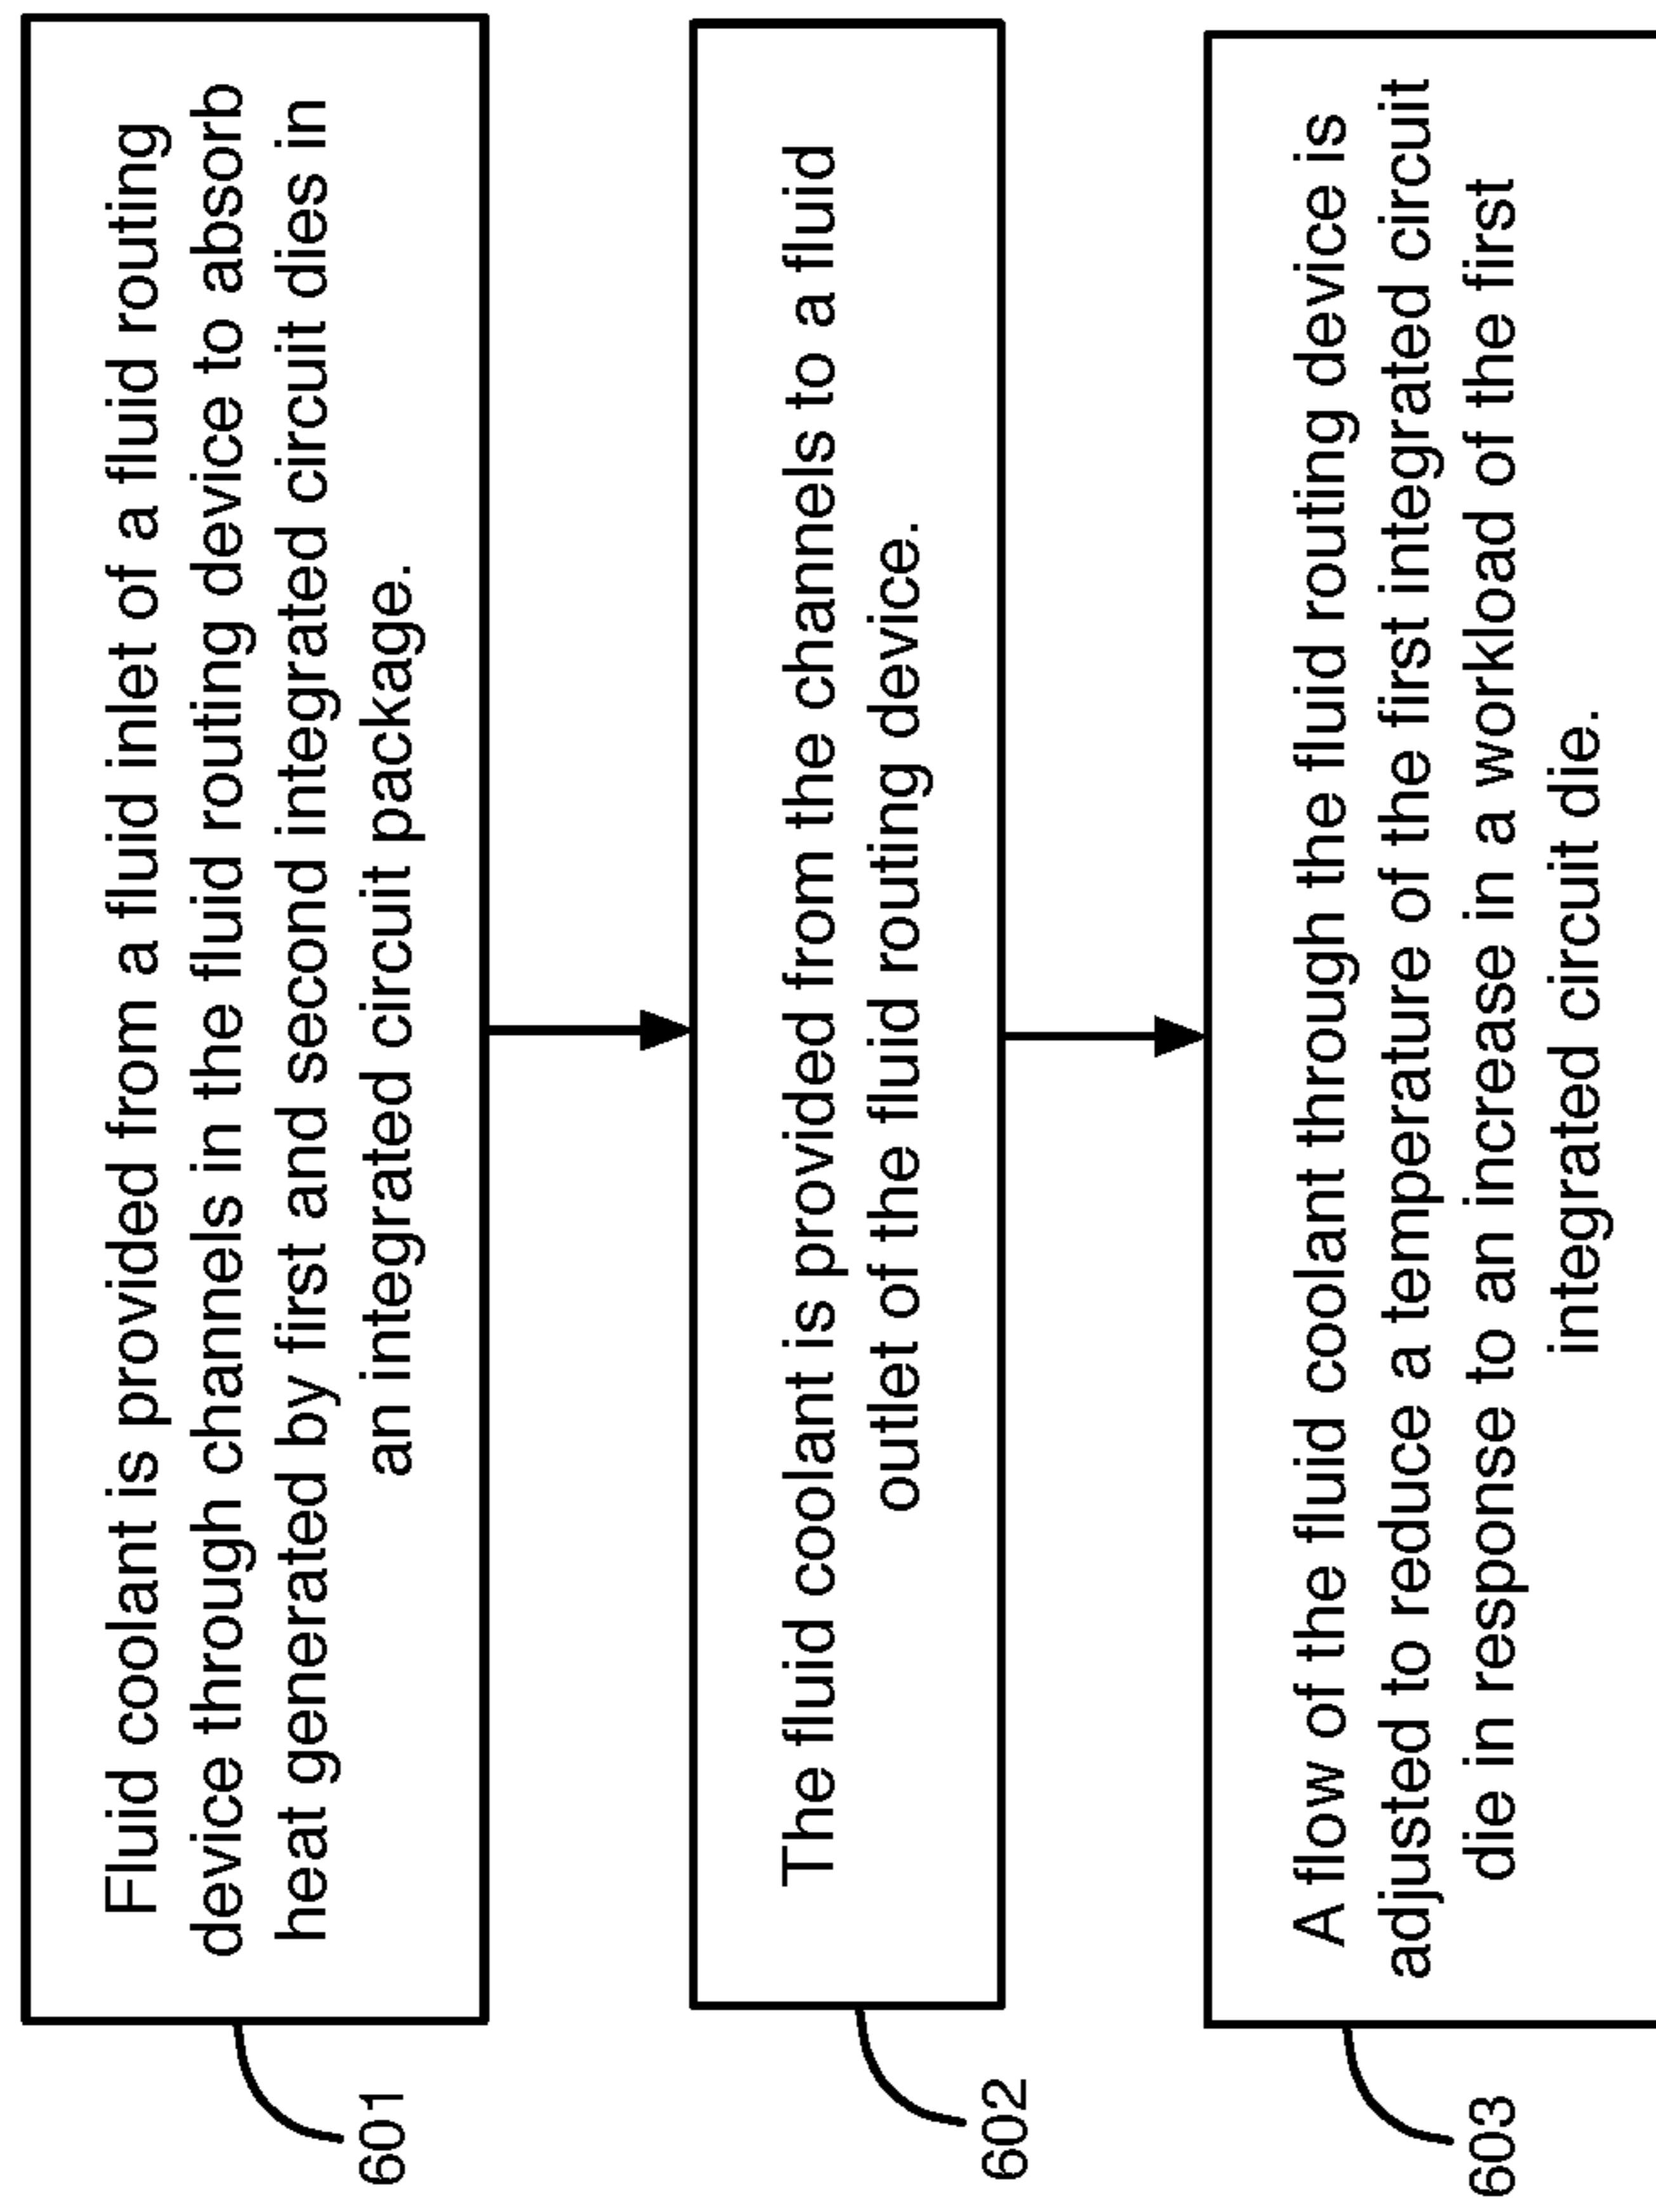 Fluid coolant is provided from a fluid inlet of a fluid routing
device through channels in the fluid routing device to absorb
heat generated by first and second integrated circuit dies in
an integrated circuit package.
601
The fluid coolant is provided from the channels to a fluid
outlet of the fluid routing device.
602
A flow of the fluid coolant through the fluid routing device is
adjusted to reduce a temperature of the first integrated circuit
die in response to an increase in a workload of the first
integrated circuit die.
603